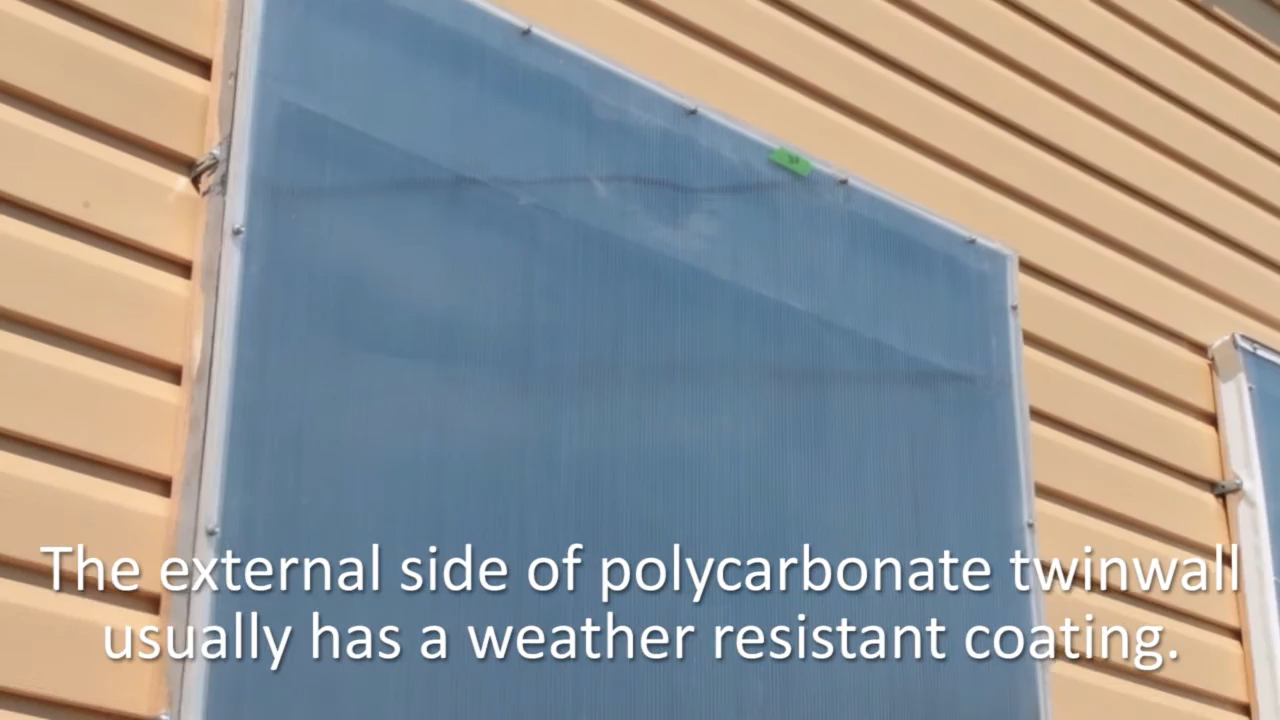 The external side of polycarbonate twinwall
usually has a weather resistant coating.